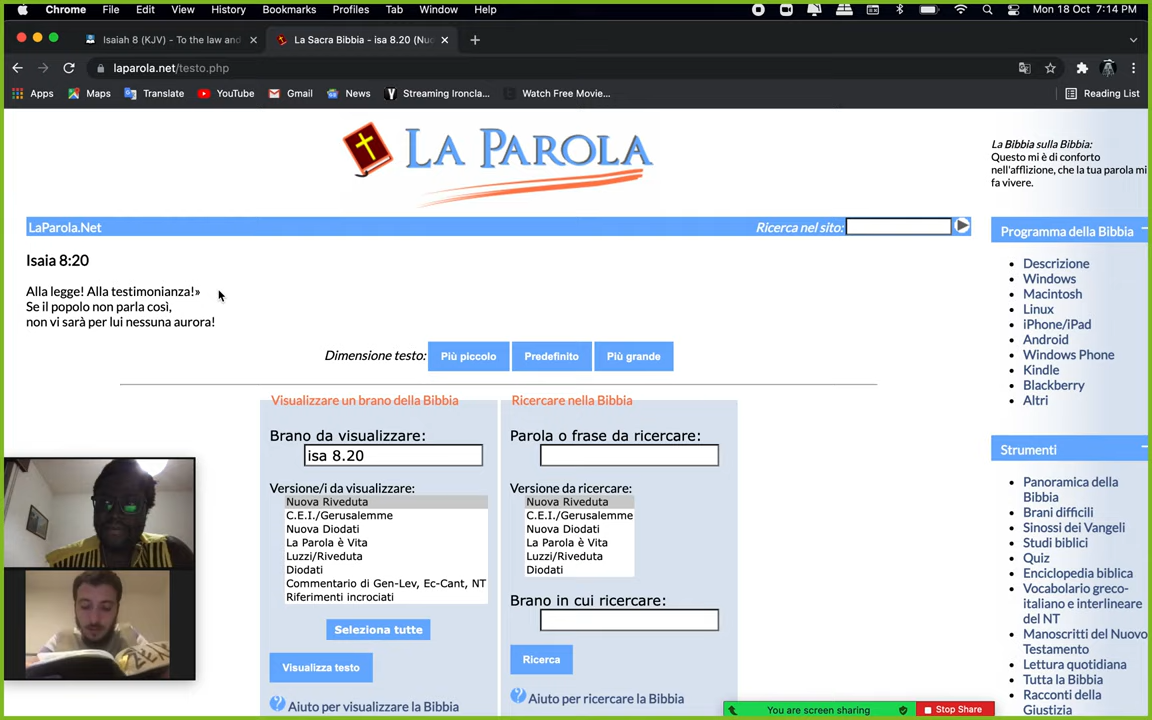 Chrome File Edit View History Bookmarks Profiles Tab Window Help Mon 18 Oct 7:14 PM
Isaiah 8 (KJV) - To the law and
La Sacra Bibbia - isa 8.20 (Nu
laparola.net/testo.php
Apps Maps Translate YouTube Gmail News Streaming Ironcla... Watch Free Movie... Reading List
LA PAROLA
La Bibbia sulla Bibbia:
Questo mi è di conforto
nell'afflizione, che la tua parola mi
fa vivere.
LaParola.Net
Ricerca nel sito:
Isaia 8:20
Alla legge! Alla testimonianza!»
Se il popolo non parla così,
non vi sarà per lui nessuna aurora!
Dimensione testo: Più piccolo Predefinito Più grande
Visualizzare un brano della Bibbia
Brano da visualizzare:
isa 8.20
Versione/i da visualizzare:
Nuova Riveduta
C.E.I./Gerusalemme
Nuova Diodati
La Parola è Vita
Luzzi/Riveduta
Diodati
Commentario di Gen-Lev, Ec-Cant, NT
Riferimenti incrociati
Seleziona tutte
Visualizza testo
Aiuto per visualizzare la Bibbia
Ricercare nella Bibbia
Parola o frase da ricercare:
Versione da ricercare:
Nuova Riveduta
C.E.I./Gerusalemme
Nuova Diodati
La Parola è Vita
Luzzi/Riveduta
Diodati
Brano in cui ricercare:
Ricerca
Aiuto per ricercare la Bibbia
Programma della Bibbia
Descrizione
Windows
Macintosh
Linux
iPhone/iPad
Android
Windows Phone
Kindle
Blackberry
Altri
Strumenti
Panoramica della
Bibbia
Brani difficili
Sinossi dei Vangeli
Studi biblici
Quiz
Enciclopedia biblica
Vocabolario greco-
italiano e interlineare
del NT
Manoscritti del Nuovo
Testamento
Lettura quotidiana
Tutta la Bibbia
Racconti della
Giustizia
You are screen sharing Stop Share